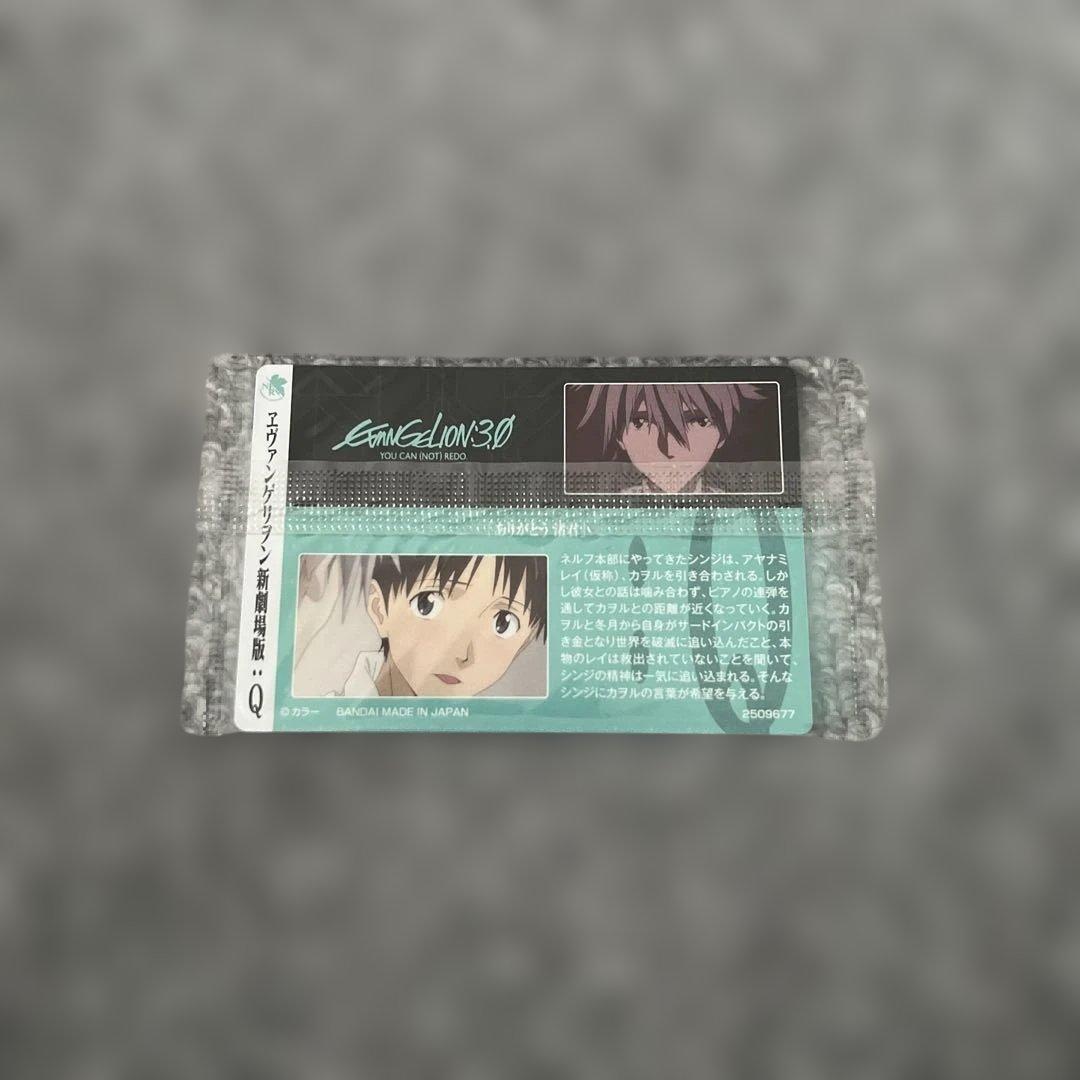 ヱヴァンゲリヲン新劇場版:Q
EVANGELION:3.0
YOU CAN (NOT) REDO.
ありがとう 渚君
ネルフ本部にやってきたシンジは、アヤナミ
レイ(仮称)、カヲルを引き合わされる。しか
し彼女との話は噛み合わず、ピアノの連弾を
通してカヲルとの距離が近くなっていく。カ
ヲルと冬月から自身がサードインパクトの引
き金となり世界を破滅に追い込んだこと、本
物のレイは救出されていないことを聞いて、
シンジの精神は一気に追い込まれる。そんな
シンジにカヲルの言葉が希望を与える。
©カラー BANDAI MADE IN JAPAN
2509677